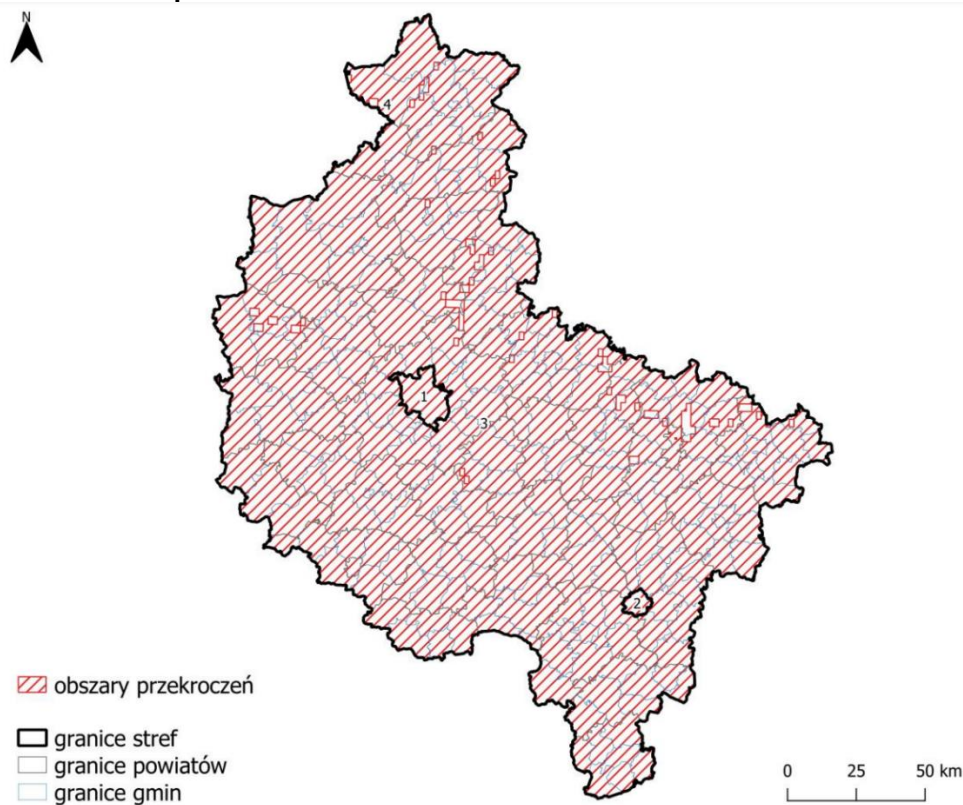 N
4
1
3
2
obszary przekroczeń
granice stref
granice powiatów
granice gmin
0 25 50 km